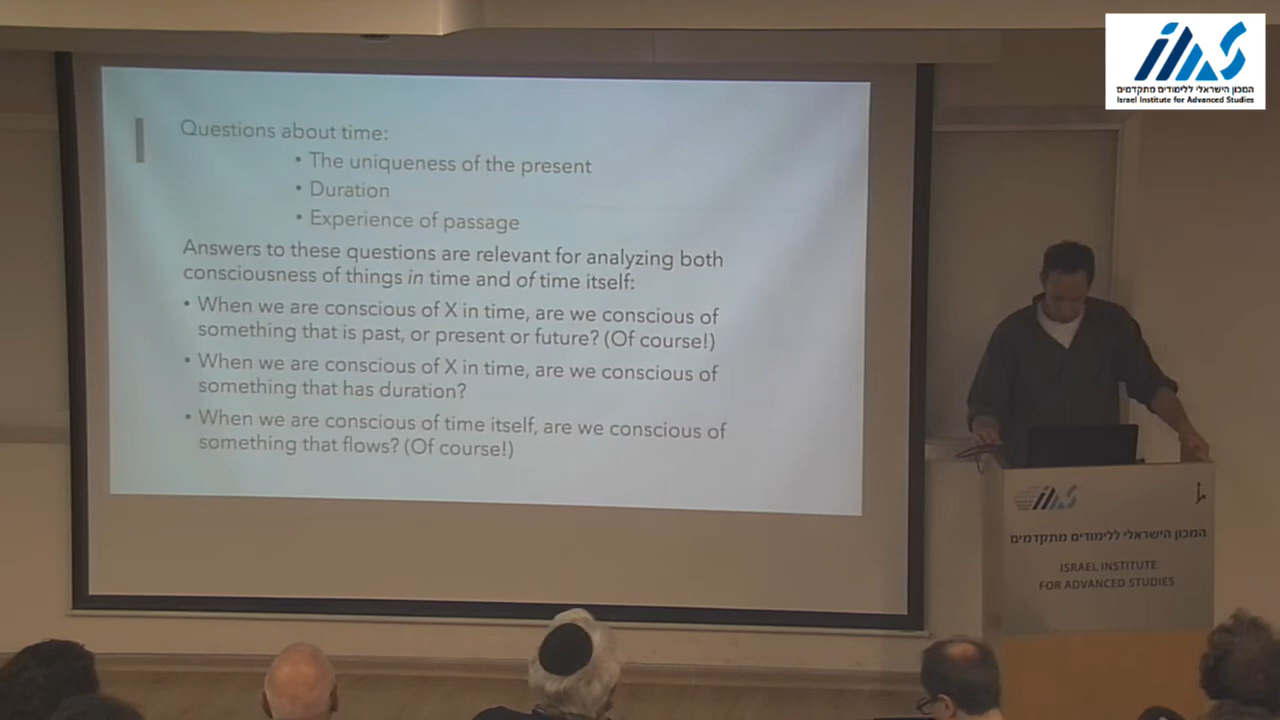 המכון הישראלי ללימודים מתקדמים
Israel Institute for Advanced Studies
Questions about time:
• The uniqueness of the present
• Duration
• Experience of passage
Answers to these questions are relevant for analyzing both
consciousness of things in time and of time itself:
• When we are conscious of X in time, are we conscious of
something that is past, or present or future? (Of course!)
• When we are conscious of X in time, are we conscious of
something that has duration?
• When we are conscious of time itself, are we conscious of
something that flows? (Of course!)
המכון הישראלי ללימודים מתקדמים
ISRAEL INSTITUTE
FOR ADVANCED STUDIES